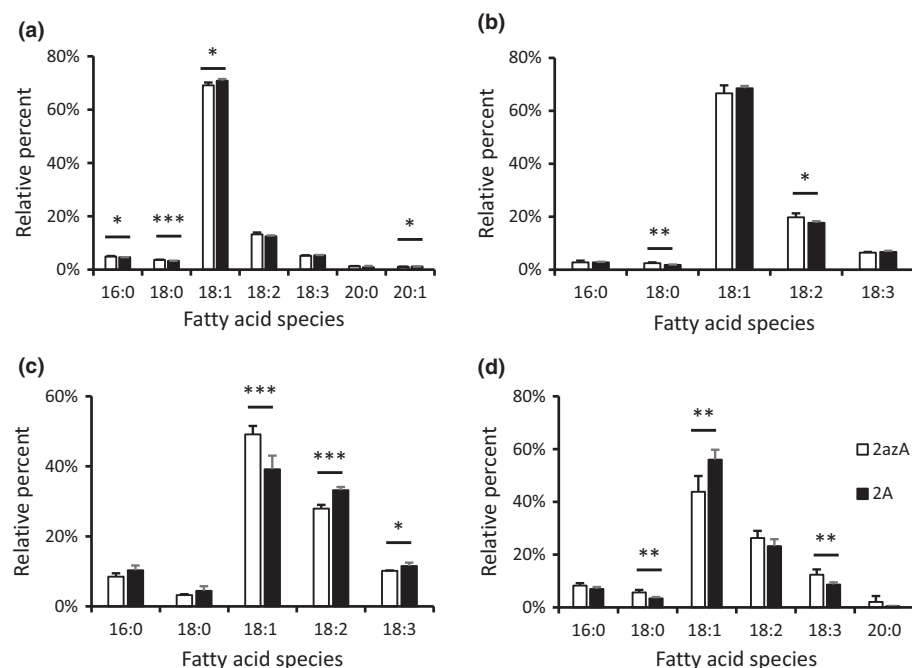 (a)
Relative percent
80%
60%
40%
20%
0%
*
***
*
*
16:0 18:0 18:1 18:2 18:3 20:0 20:1
Fatty acid species
(b)
Relative percent
80%
60%
40%
20%
0%
**
*
16:0 18:0 18:1 18:2 18:3
Fatty acid species
(c)
Relative percent
60%
40%
20%
0%
***
***
*
16:0 18:0 18:1 18:2 18:3
Fatty acid species
(d)
Relative percent
80%
60%
40%
20%
0%
**
**
**
2azA
2A
16:0 18:0 18:1 18:2 18:3 20:0
Fatty acid species